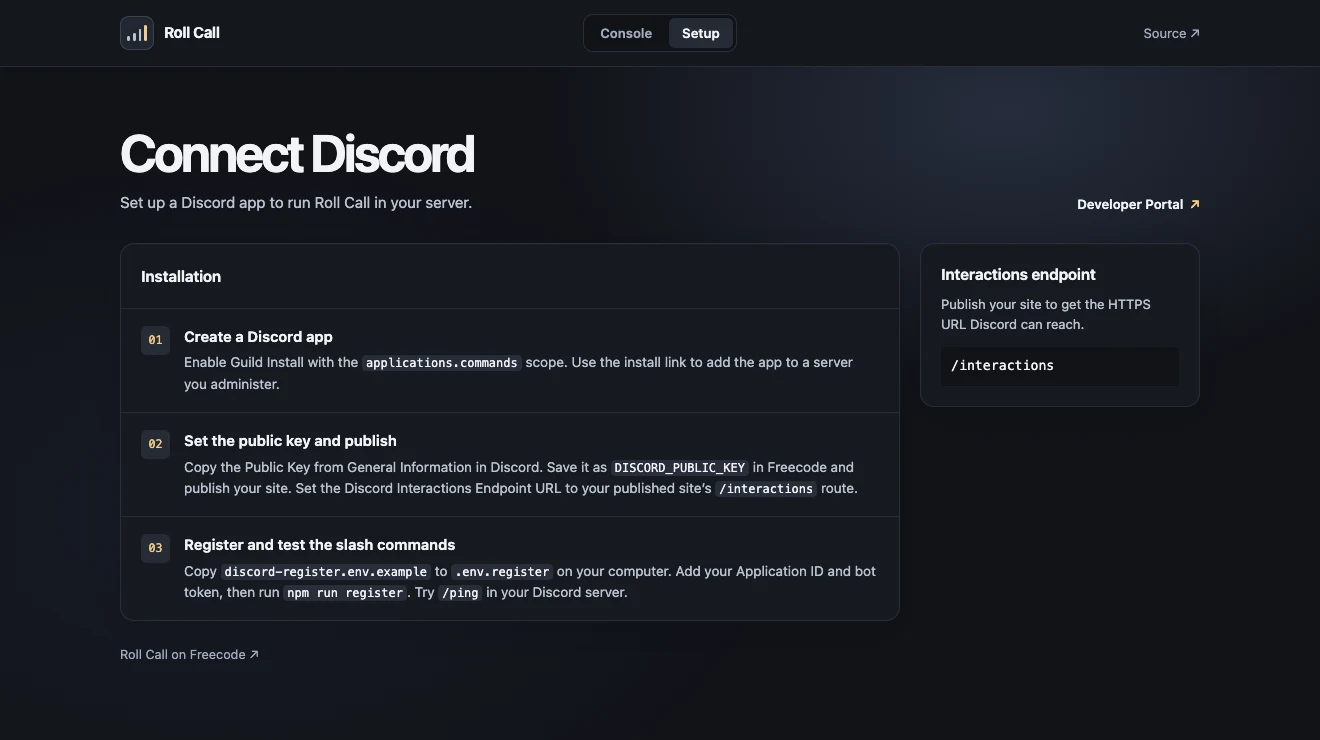 Roll Call
Console
Setup
Source ↗
Connect Discord
Set up a Discord app to run Roll Call in your server.
Developer Portal ↗
Installation
01
Create a Discord app
Enable Guild Install with the applications.commands scope. Use the install link to add the app to a server
you administer.
02
Set the public key and publish
Copy the Public Key from General Information in Discord. Save it as DISCORD_PUBLIC_KEY in Freecode and
publish your site. Set the Discord Interactions Endpoint URL to your published site’s /interactions route.
03
Register and test the slash commands
Copy discord-register.env.example to .env.register on your computer. Add your Application ID and bot
token, then run npm run register. Try /ping in your Discord server.
Interactions endpoint
Publish your site to get the HTTPS
URL Discord can reach.
/interactions
Roll Call on Freecode ↗